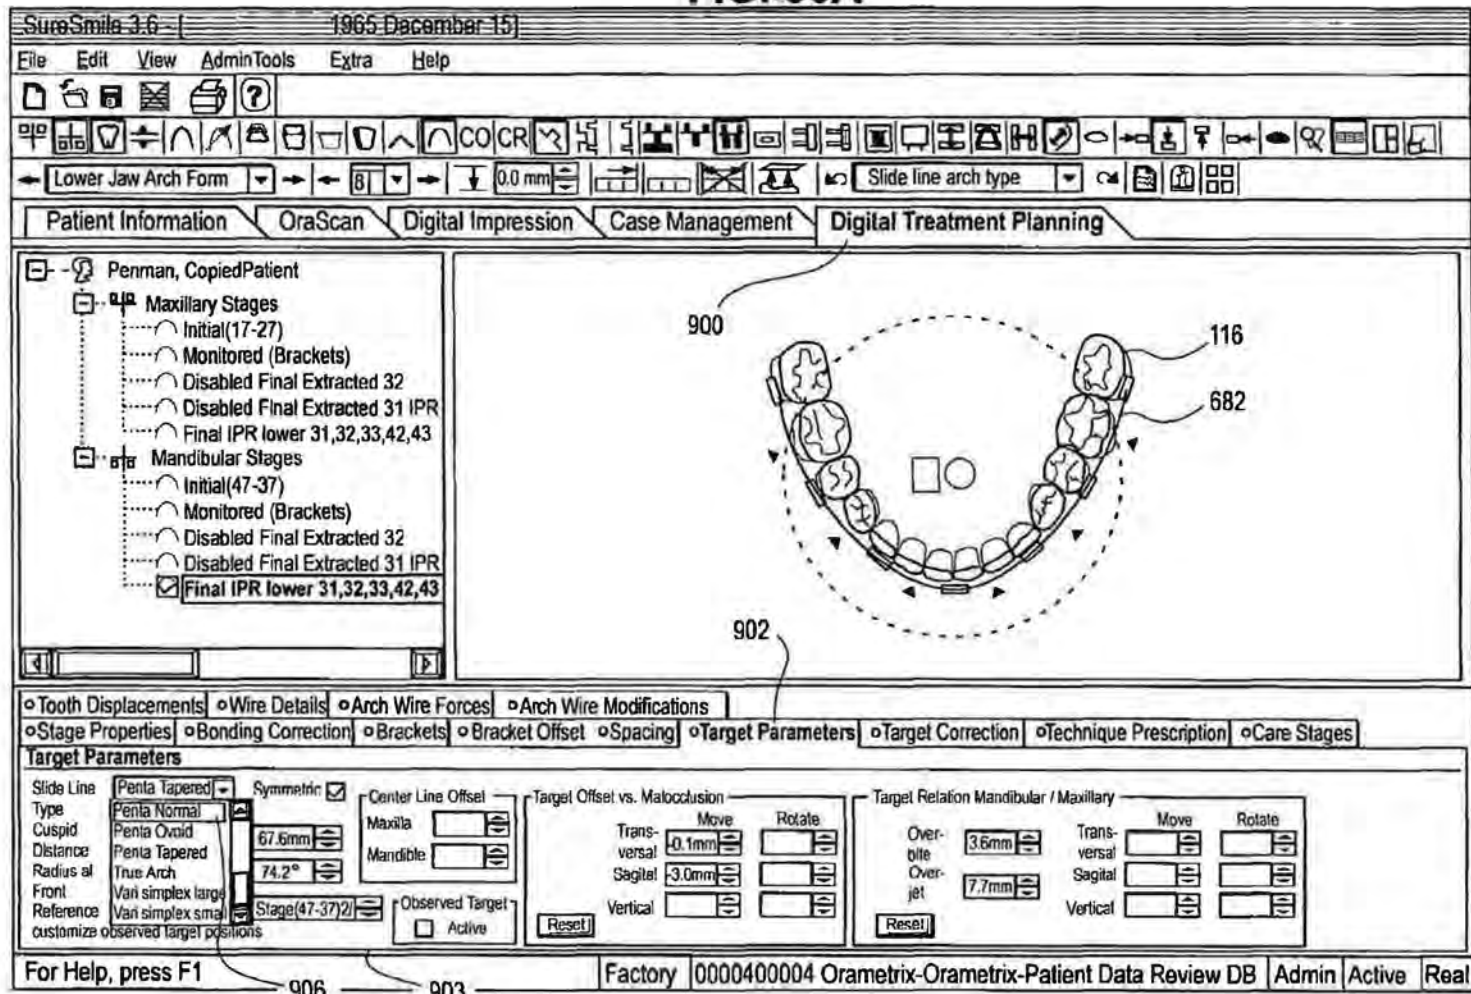 SureSmile 3.6 - [ 1965 December 15]
File Edit View AdminTools Extra Help
CO CR
Lower Jaw Arch Form 8 0.0 mm Slide line arch type
Patient Information OraScan Digital Impression Case Management Digital Treatment Planning
Penman, CopiedPatient
Maxillary Stages
Initial(17-27)
Monitored (Brackets)
Disabled Final Extracted 32
Disabled Final Extracted 31 IPR
Final IPR lower 31,32,33,42,43
Mandibular Stages
Initial(47-37)
Monitored (Brackets)
Disabled Final Extracted 32
Disabled Final Extracted 31 IPR
Final IPR lower 31,32,33,42,43
900
116
682
902
Tooth Displacements Wire Details Arch Wire Forces Arch Wire Modifications
Stage Properties Bonding Correction Brackets Bracket Offset Spacing Target Parameters Target Correction Technique Prescription Care Stages
Target Parameters
Slide Line Penta Tapered Symmetric
Type Penta Normal
Cuspid Penta Ovoid 67.6mm
Distance Penta Tapered
Radius al True Arch 74.2°
Front Vari simplex large
Reference Vari simplex small Stage(47-37)2/
customize observed target positions
Center Line Offset
Maxilla
Mandible
Observed Target
Active
Target Offset vs. Malocclusion
Move Rotate
Trans-
versal -0.1mm
Sagital -3.0mm
Vertical
Reset
Target Relation Mandibular / Maxillary
Move Rotate
Over-
bite 3.6mm
Over-
jet 7.7mm
Trans-
versal
Sagital
Vertical
Reset
For Help, press F1 Factory 0000400004 Orametrix-Orametrix-Patient Data Review DB Admin Active Real
906 903